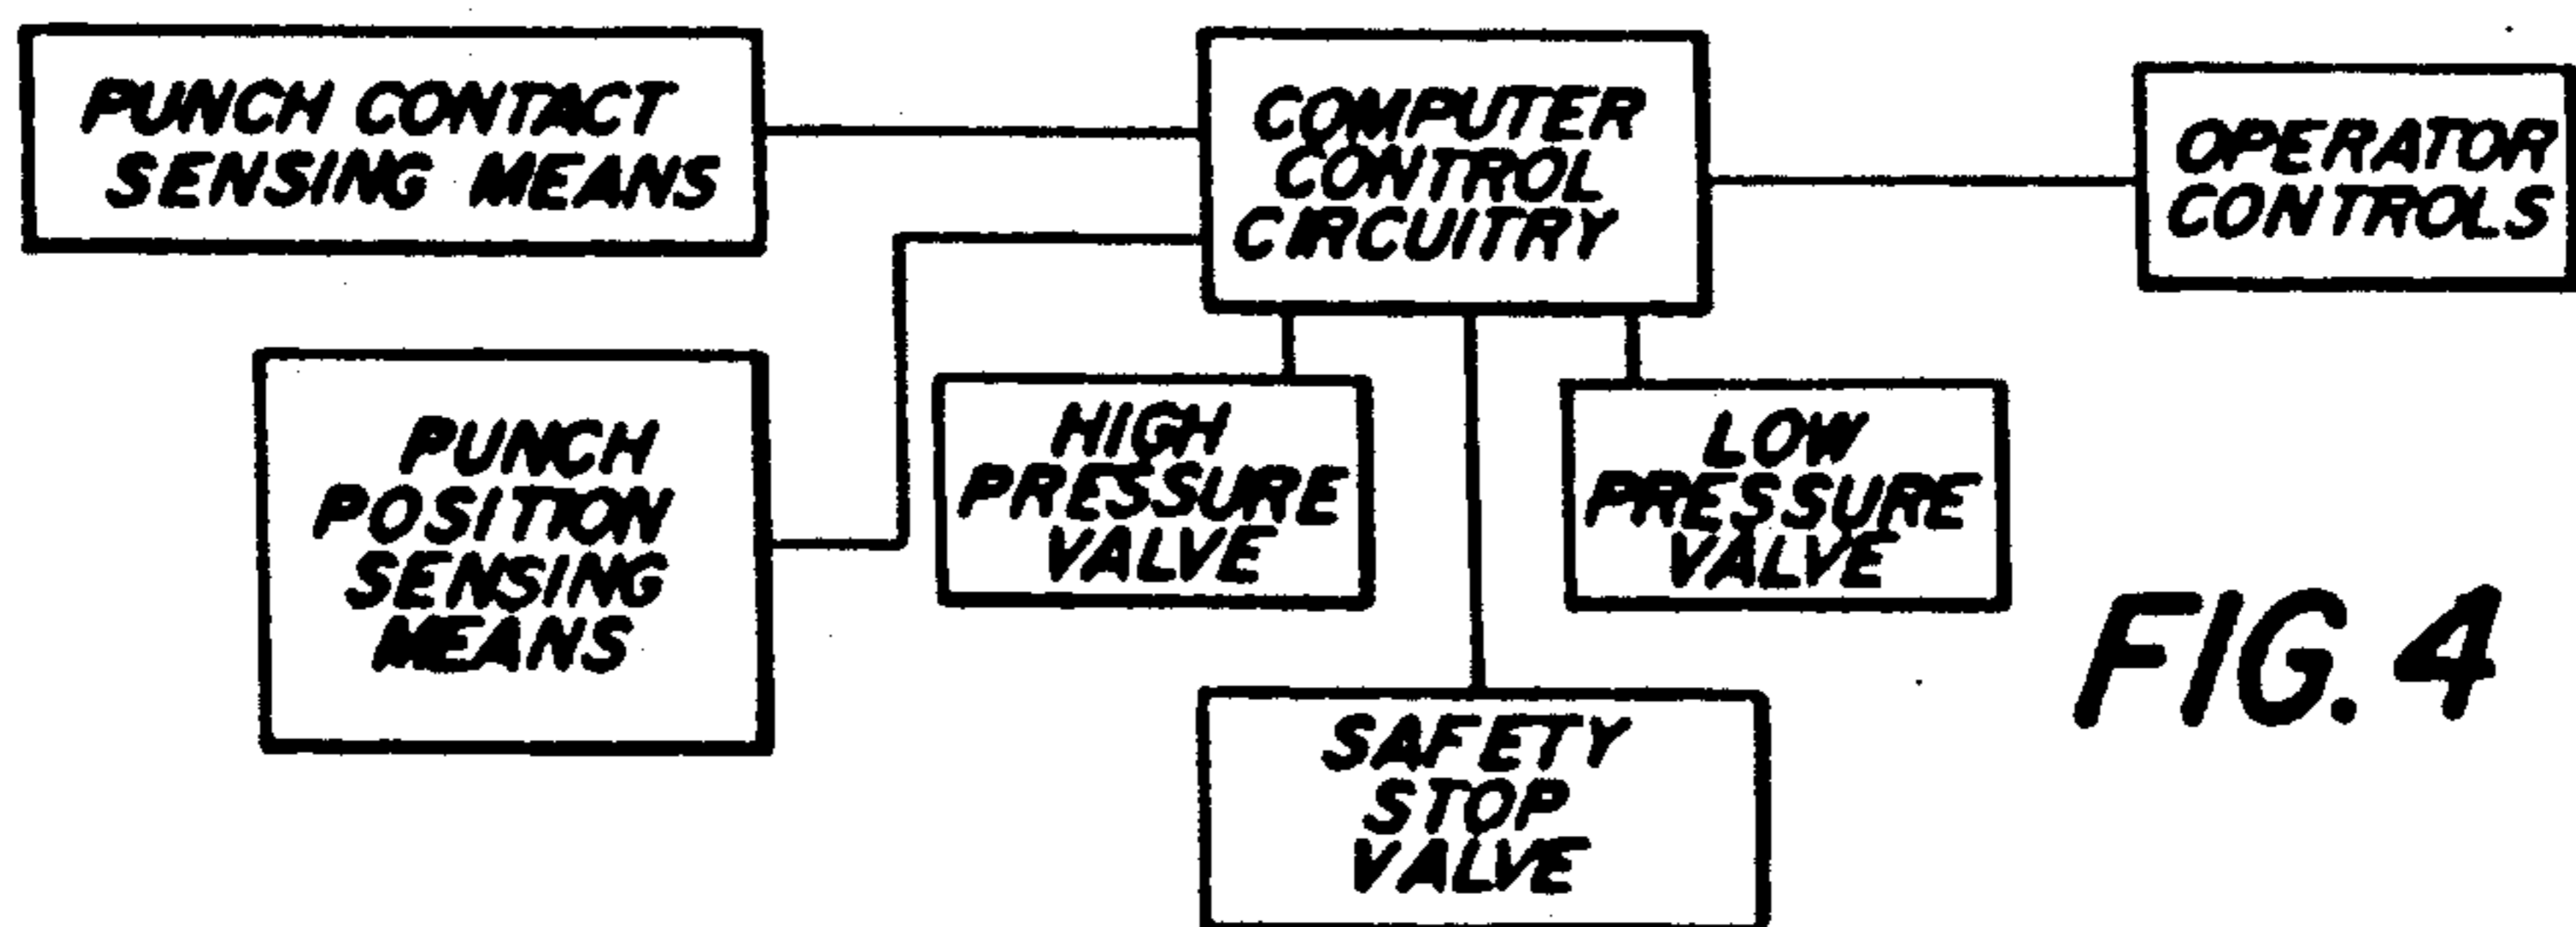 PUNCH CONTACT
SENSING MEANS
COMPUTER
CONTROL
CIRCUITRY
OPERATOR
CONTROLS
PUNCH
POSITION
SENSING
MEANS
HIGH
PRESSURE
VALVE
LOW
PRESSURE
VALVE
SAFETY
STOP
VALVE
FIG. 4